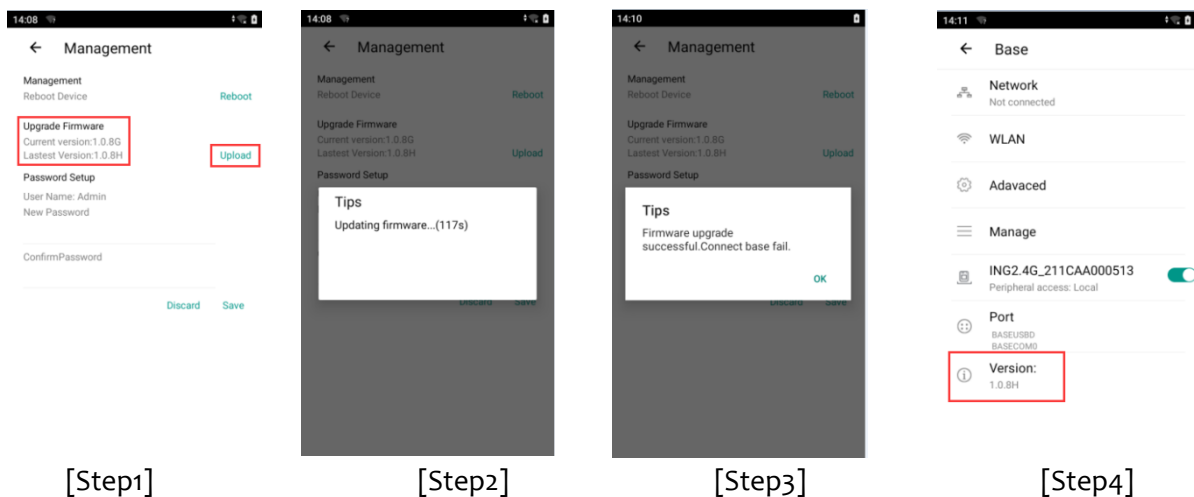 14:08
Management
Management
Reboot Device
Reboot
Upgrade Firmware
Current version:1.0.8G
Lastest Version:1.0.8H
Upload
Password Setup
User Name: Admin
New Password
ConfirmPassword
Discard Save
[Step1]
14:08
Management
Management
Reboot Device
Reboot
Upgrade Firmware
Current version:1.0.8G
Lastest Version:1.0.8H
Upload
Password Setup
Tips
Updating firmware...(117s)
Discard Save
[Step2]
14:10
Management
Management
Reboot Device
Reboot
Upgrade Firmware
Current version:1.0.8G
Lastest Version:1.0.8H
Upload
Password Setup
Tips
Firmware upgrade
successful.Connect base fail.
OK
Discard Save
[Step3]
14:11
Base
Network
Not connected
WLAN
Adavaced
Manage
ING2.4G_211CAA000513
Peripheral access: Local
Port
BASEUSB0
BASECOM0
Version:
1.0.8H
[Step4]